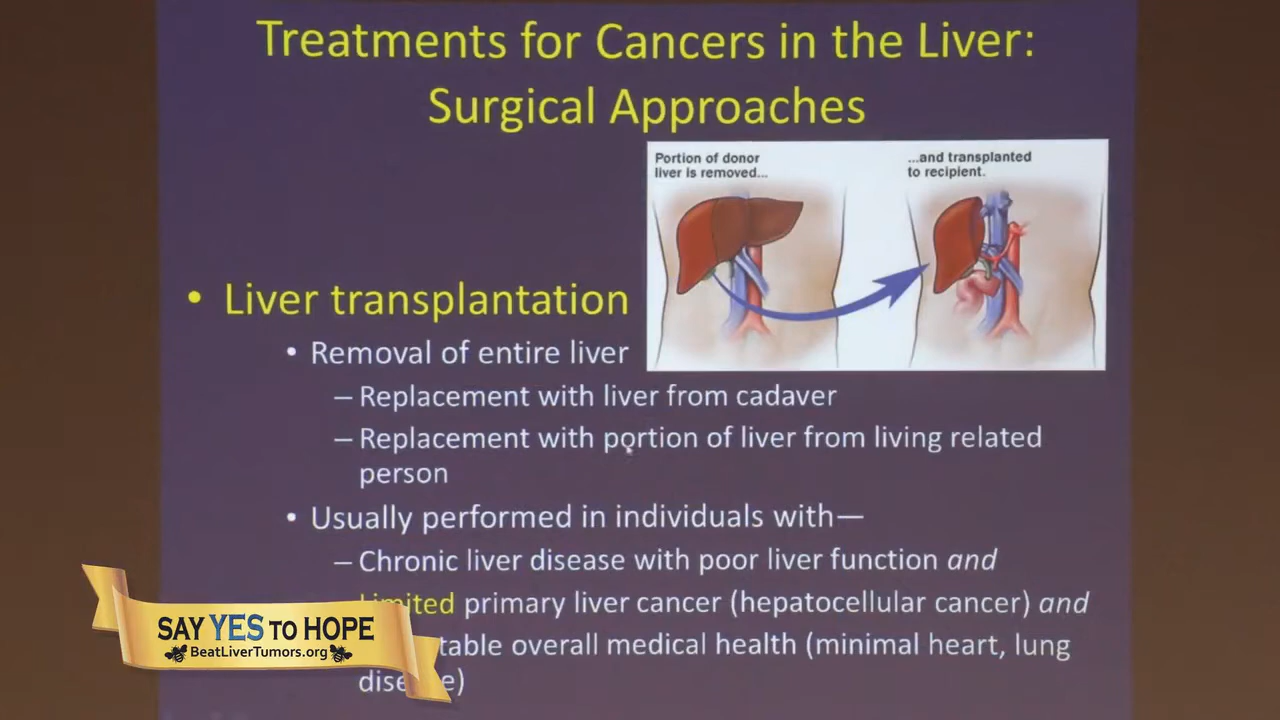 Treatments for Cancers in the Liver:
Surgical Approaches
Portion of donor
liver is removed...
...and transplanted
to recipient.
• Liver transplantation
• Removal of entire liver
– Replacement with liver from cadaver
– Replacement with portion of liver from living related
person
• Usually performed in individuals with—
– Chronic liver disease with poor liver function and
Limited primary liver cancer (hepatocellular cancer) and
table overall medical health (minimal heart, lung
disease)
SAY YES TO HOPE
BeatLiverTumors.org